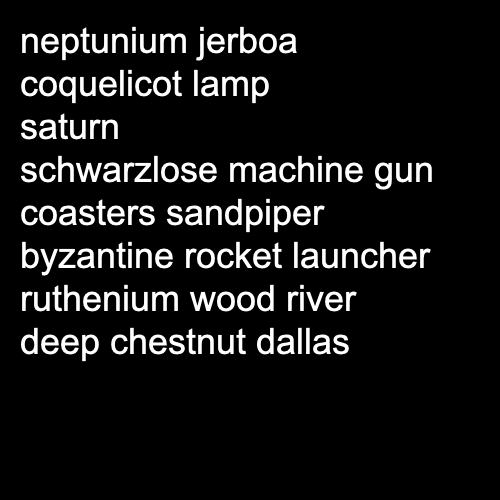 neptunium jerboa
coquelicot lamp
saturn
schwarzlose machine gun
coasters sandpiper
byzantine rocket launcher
ruthenium wood river
deep chestnut dallas